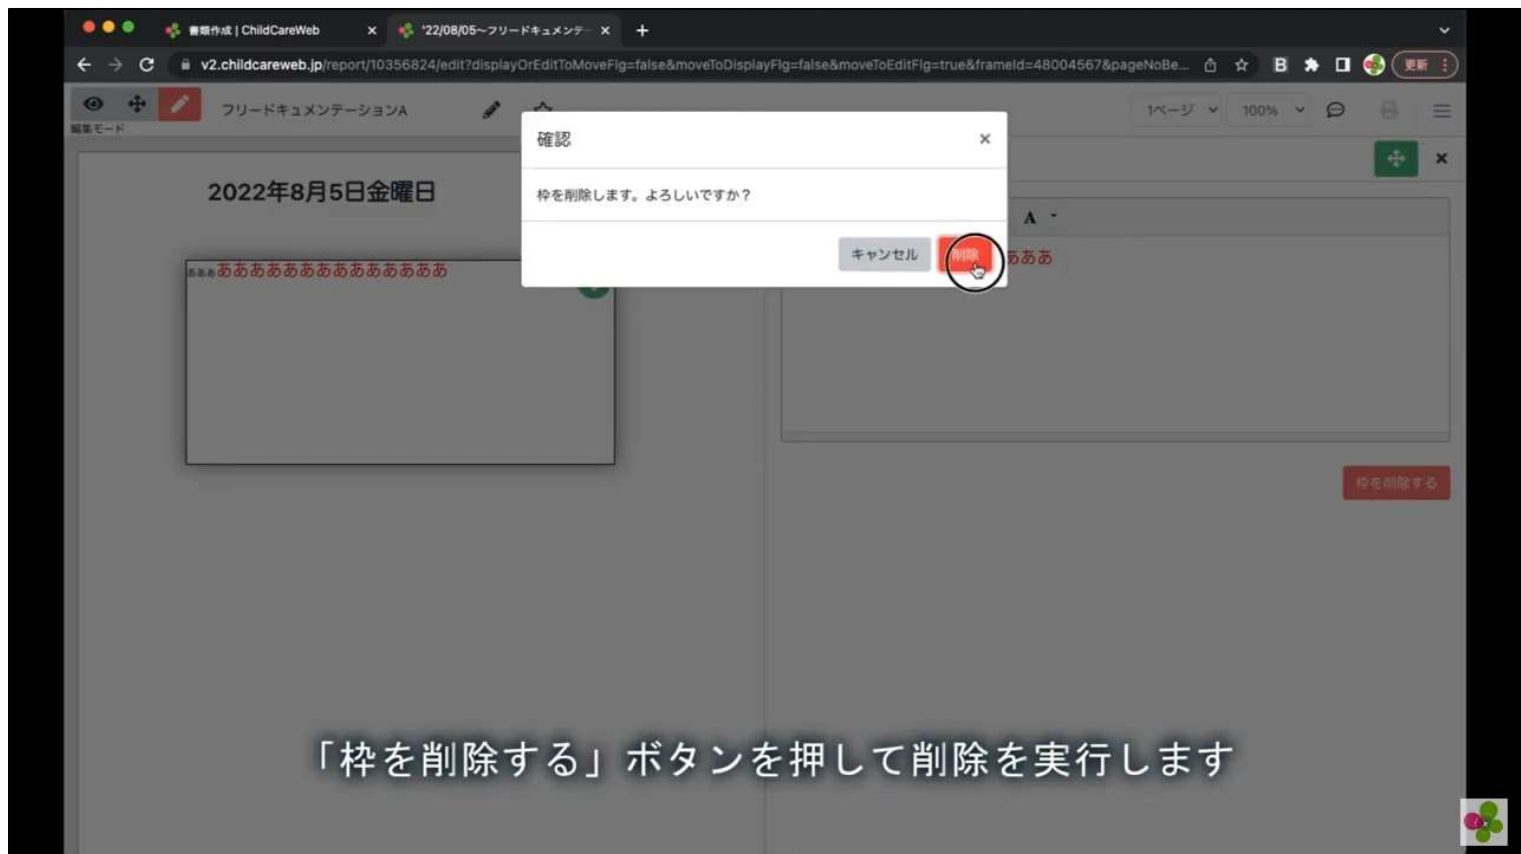 書類作成 | ChildCareWeb
'22/08/05~フリードキュメンテ
v2.childcareweb.jp/report/10356824/edit?displayOrEditToMoveFlg=false&moveToDisplayFlg=false&moveToEditFlg=true&frameId=48004567&pageNoBe...
更新
フリードキュメンテーションA
1ページ
100%
編集モード
確認
枠を削除します。よろしいですか？
キャンセル
削除
2022年8月5日金曜日
A
あああああああああああああああああ
あああ
枠を削除する
「枠を削除する」ボタンを押して削除を実行します